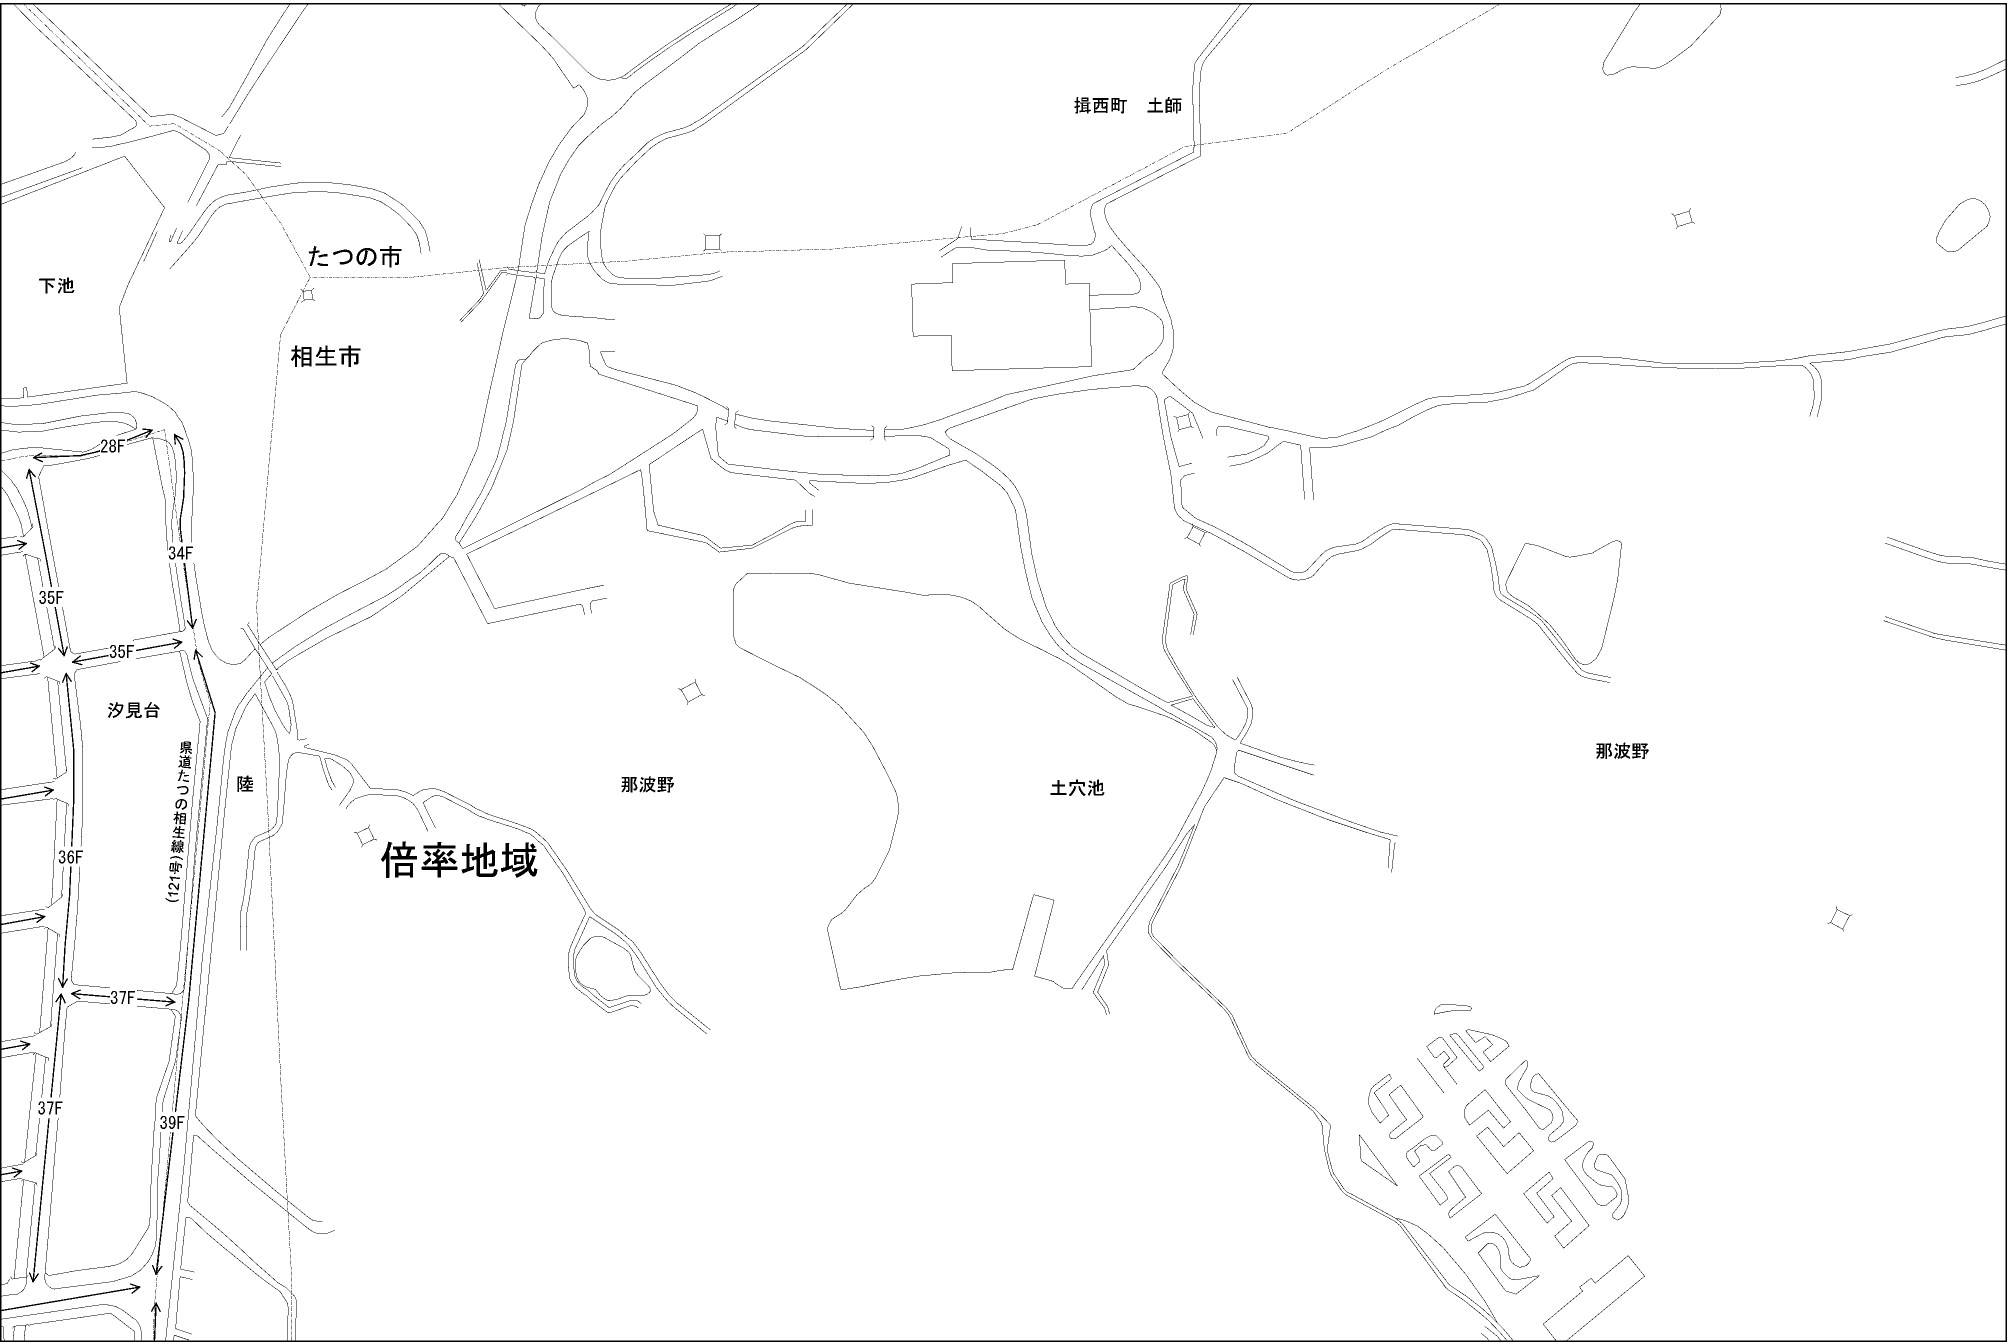 揖西町　土師
たつの市
下池
相生市
28F
34F
35F
35F
汐見台
県道たつの相生線
(121号)
陸
那波野
土穴池
那波野
36F
倍率地域
37F
37F
39F